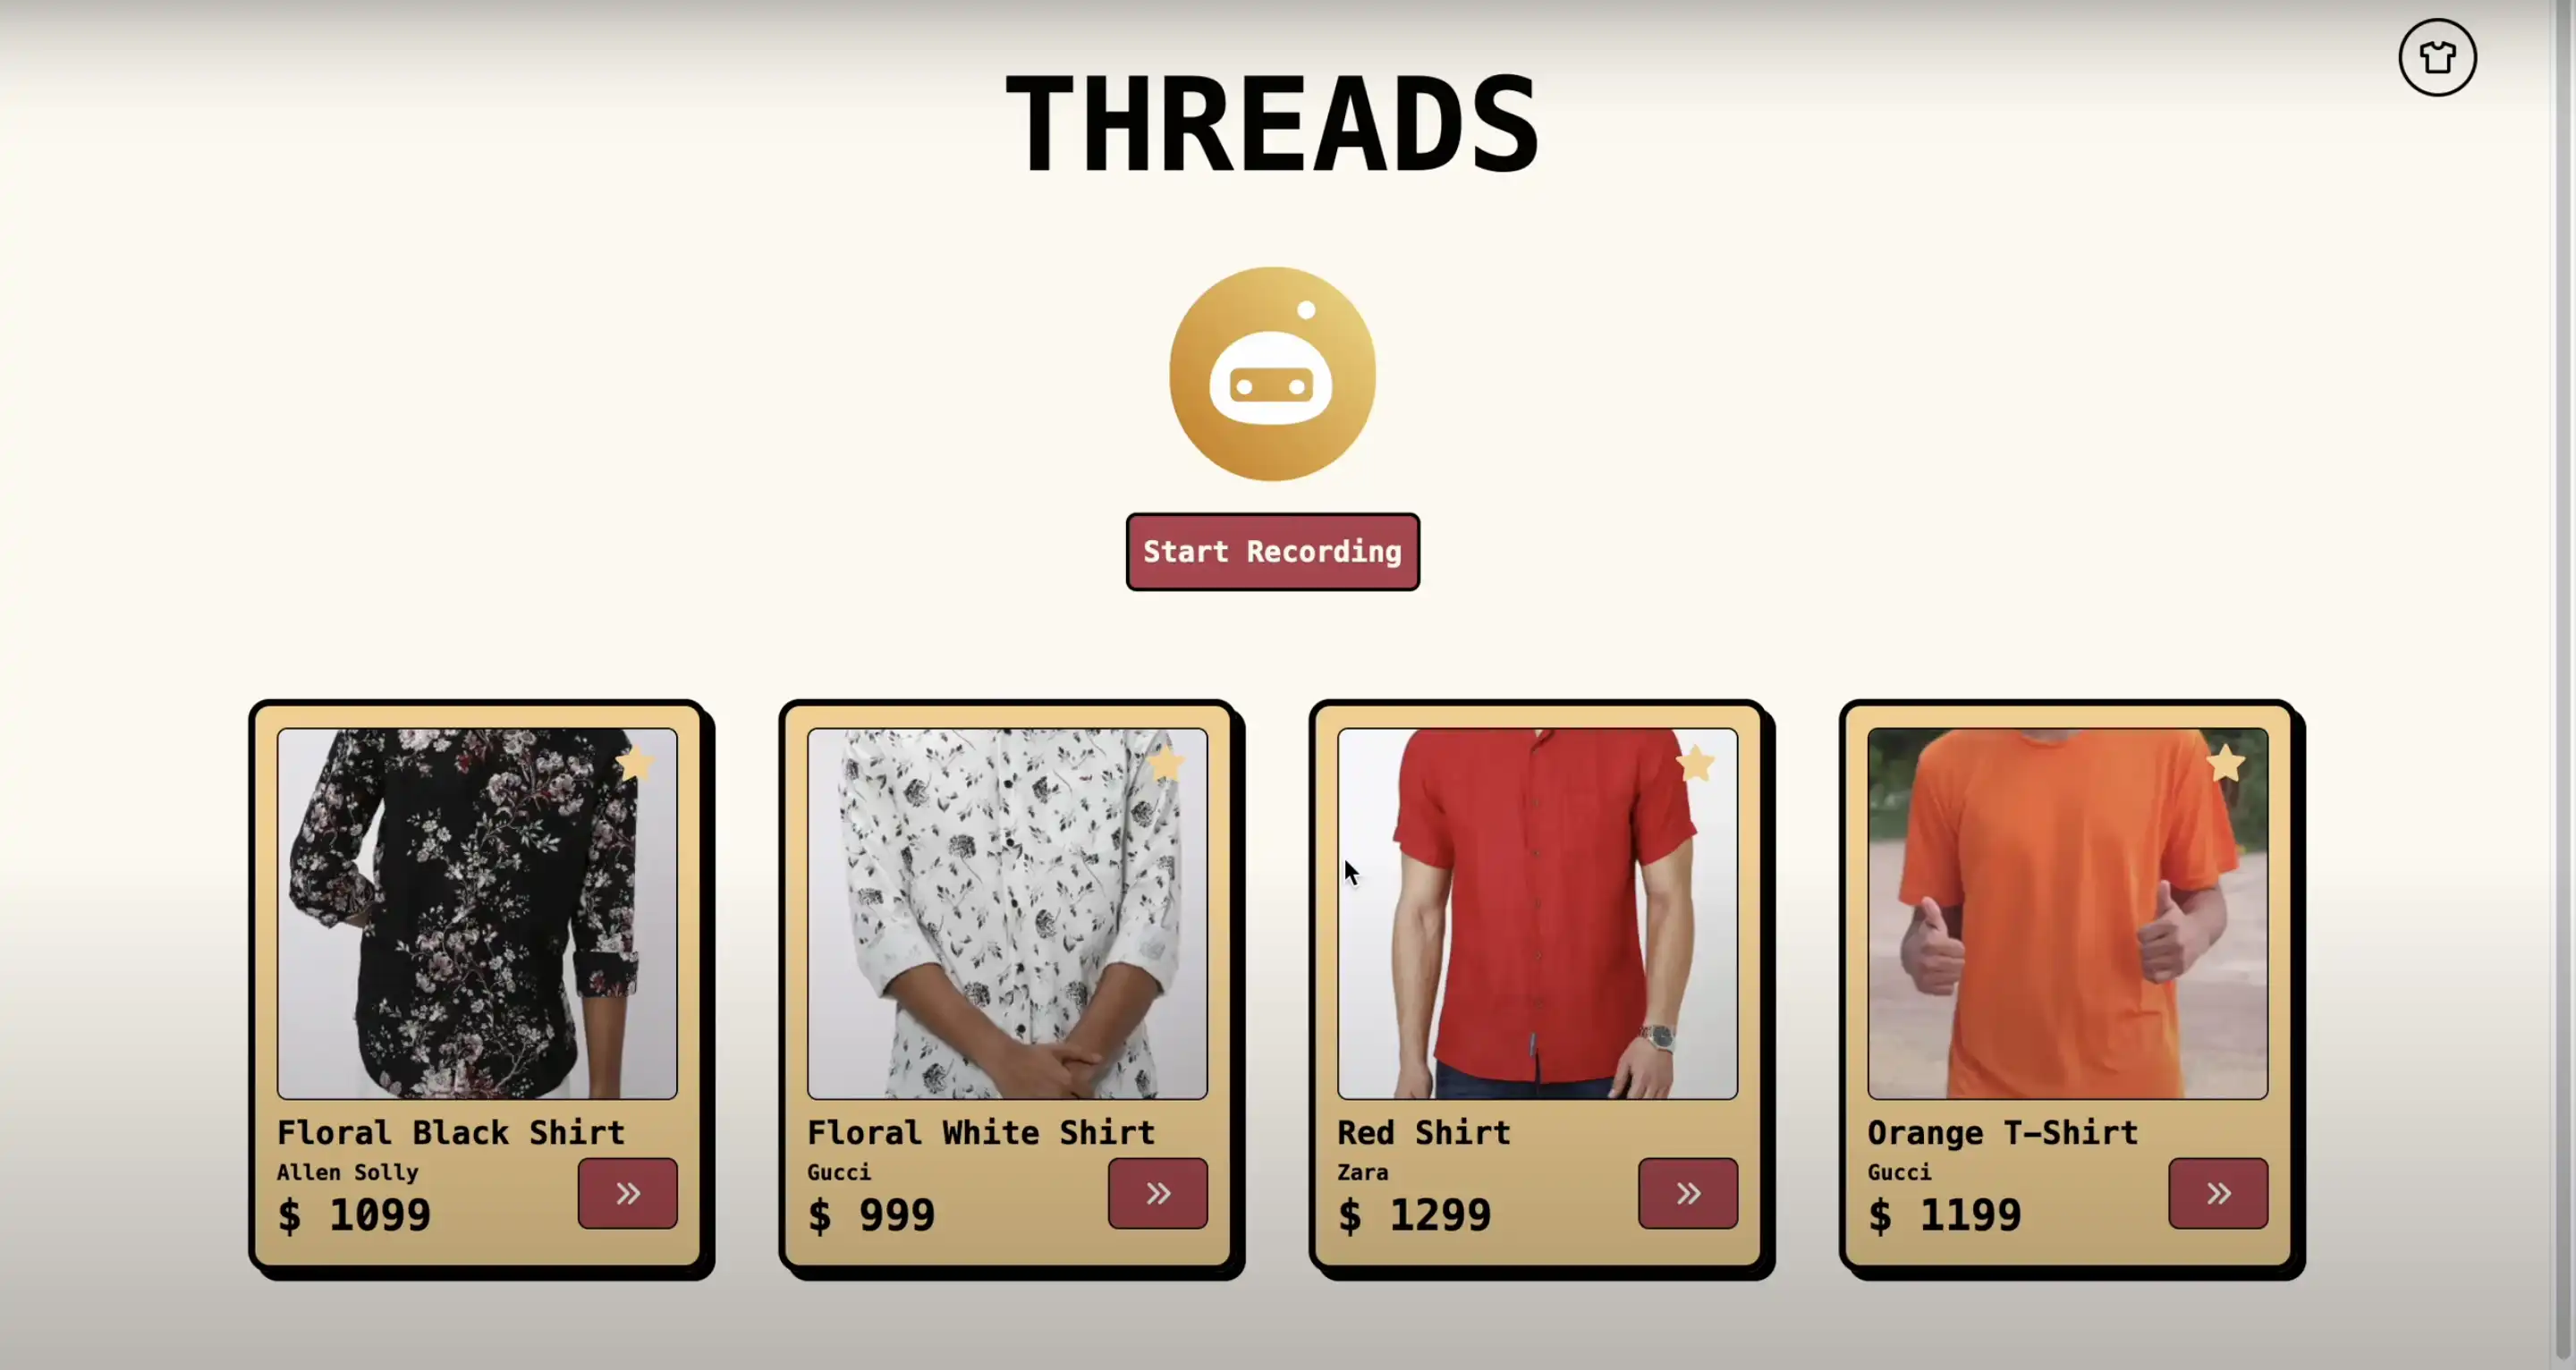 THREADS
Start Recording
Floral Black Shirt
Allen Solly
$ 1099
Floral White Shirt
Gucci
$ 999
Red Shirt
Zara
$ 1299
Orange T-Shirt
Gucci
$ 1199